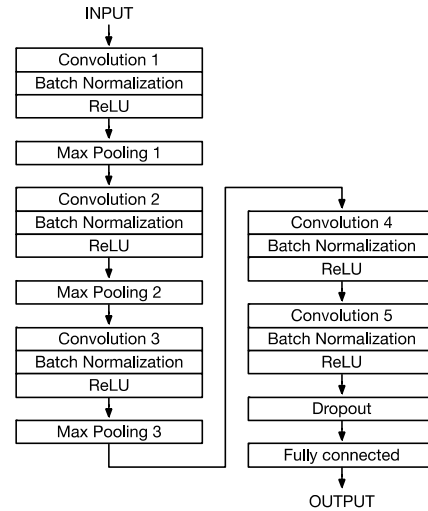 INPUT
Convolution 1
Batch Normalization
ReLU
Max Pooling 1
Convolution 2
Batch Normalization
ReLU
Max Pooling 2
Convolution 3
Batch Normalization
ReLU
Max Pooling 3
Convolution 4
Batch Normalization
ReLU
Convolution 5
Batch Normalization
ReLU
Dropout
Fully connected
OUTPUT